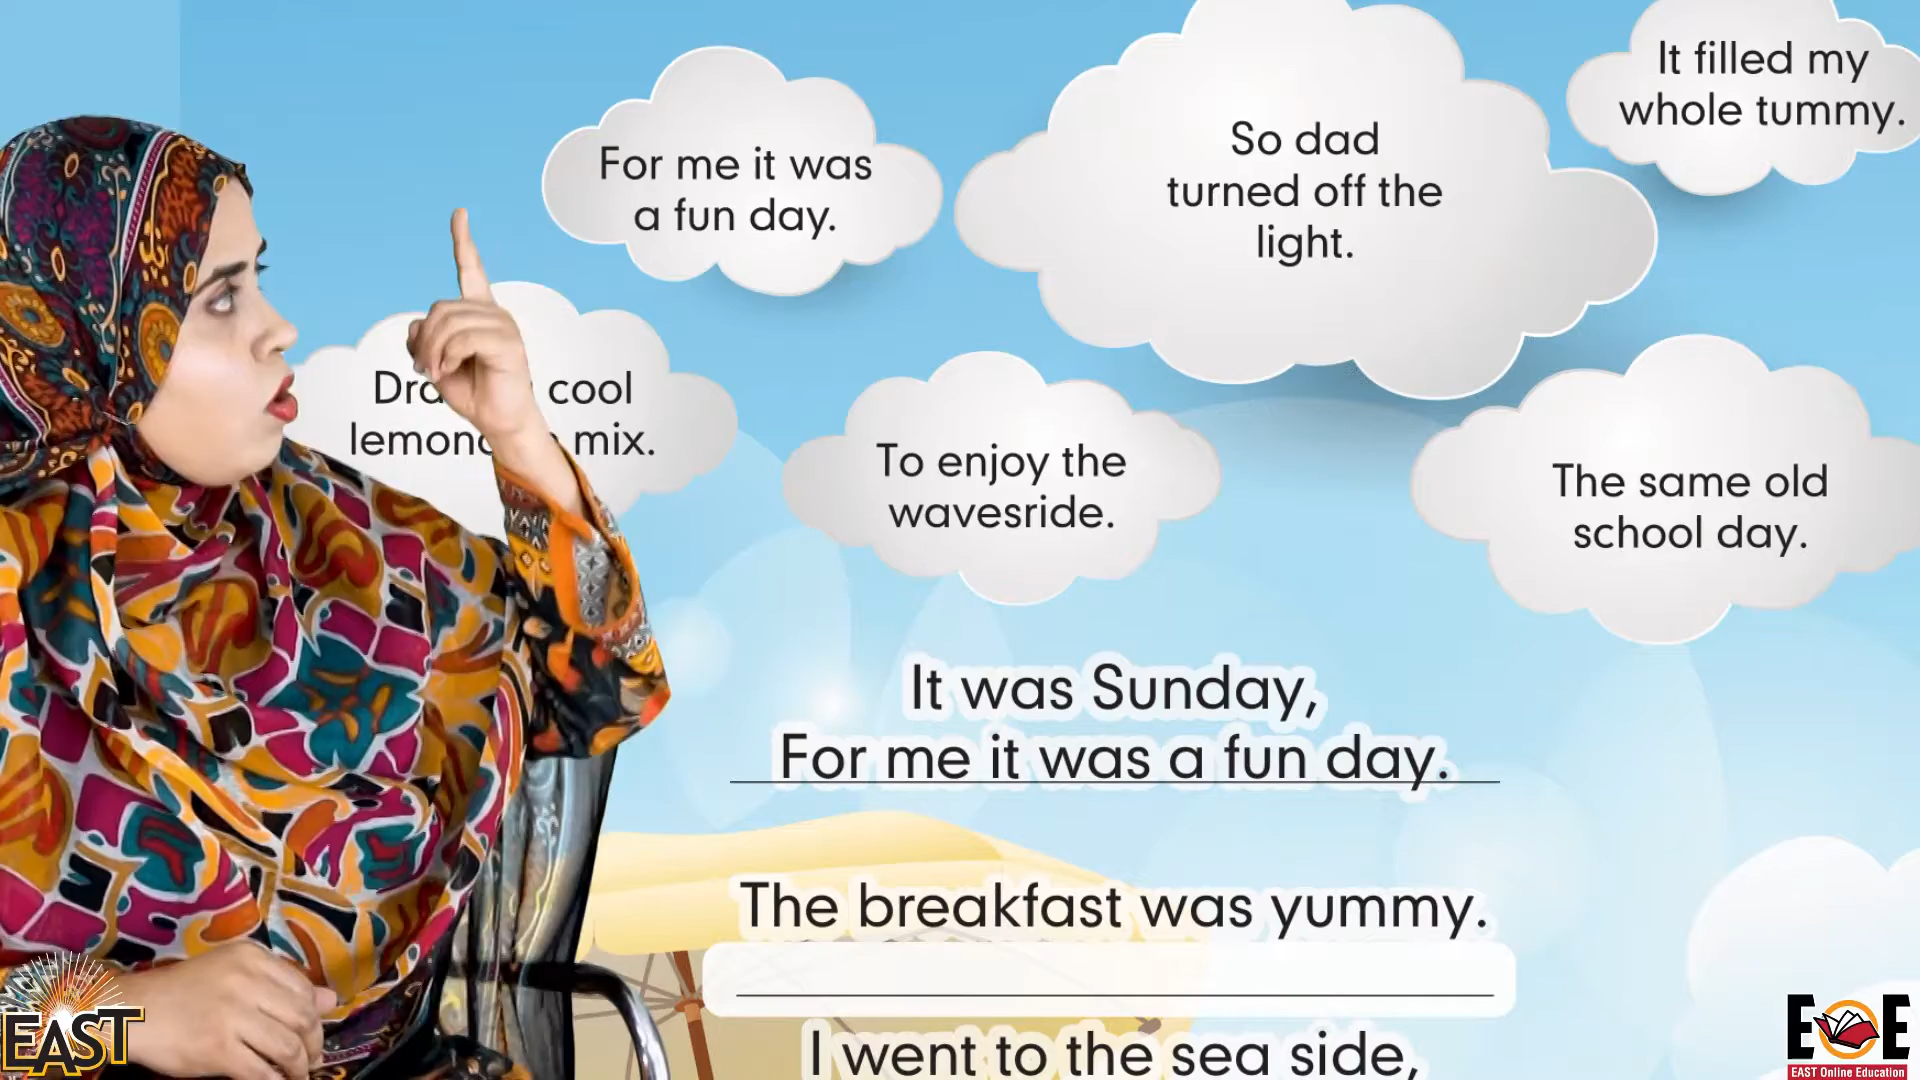 It filled my
whole tummy.
So dad
turned off the
light.
For me it was
a fun day.
cool
mix.
To enjoy the
wavesride.
The same old
school day.
It was Sunday,
For me it was a fun day.
The breakfast was yummy.
I went to the sea side,
EAST
EOE
EAST Online Education